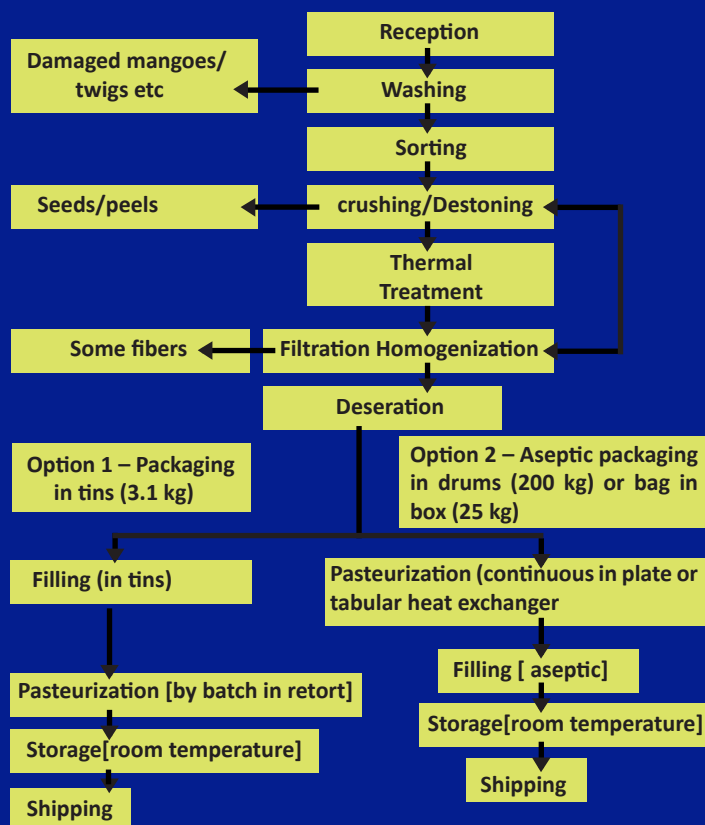 Reception
Damaged mangoes/
twigs etc
Washing
Sorting
Seeds/peels
crushing/Destoning
Thermal
Treatment
Some fibers
Filtration Homogenization
Deseration
Option 1 – Packaging
in tins (3.1 kg)
Option 2 – Aseptic packaging
in drums (200 kg) or bag in
box (25 kg)
Filling (in tins)
Pasteurization (continuous in plate or
tabular heat exchanger
Filling [ aseptic]
Pasteurization [by batch in retort]
Storage[room temperature]
Storage[room temperature]
Shipping
Shipping